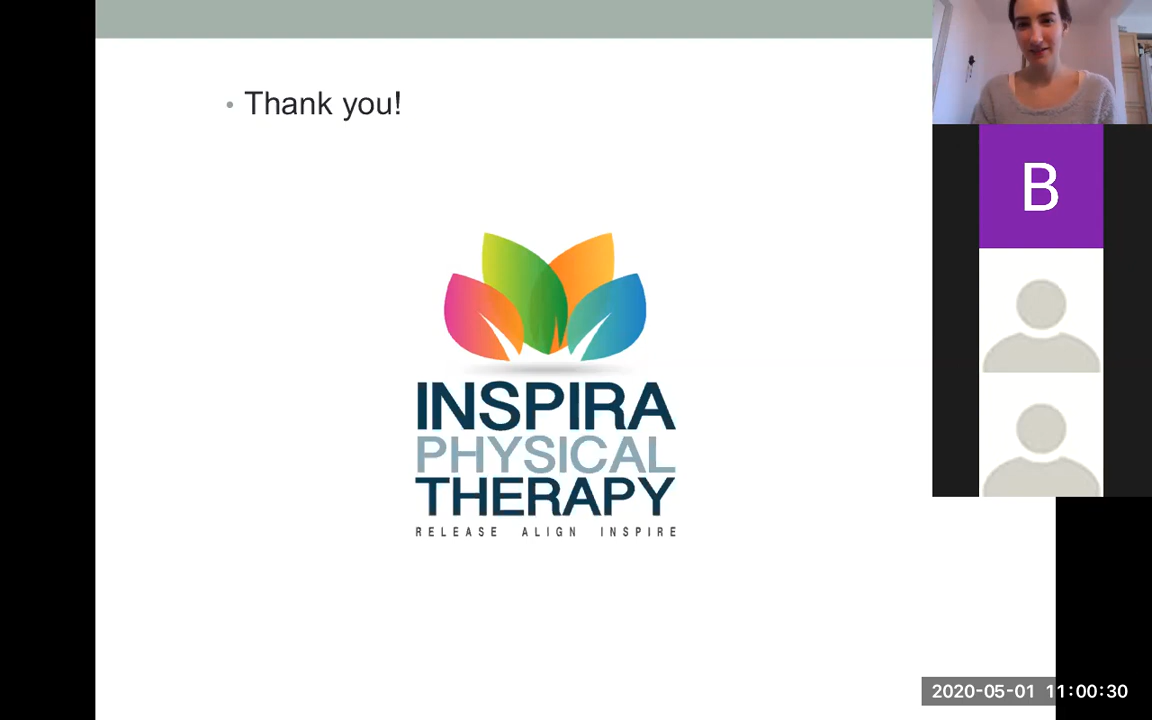 • Thank you!
B
INSPIRA
PHYSICAL
THERAPY
RELEASE ALIGN INSPIRE
2020-05-01 11:00:30